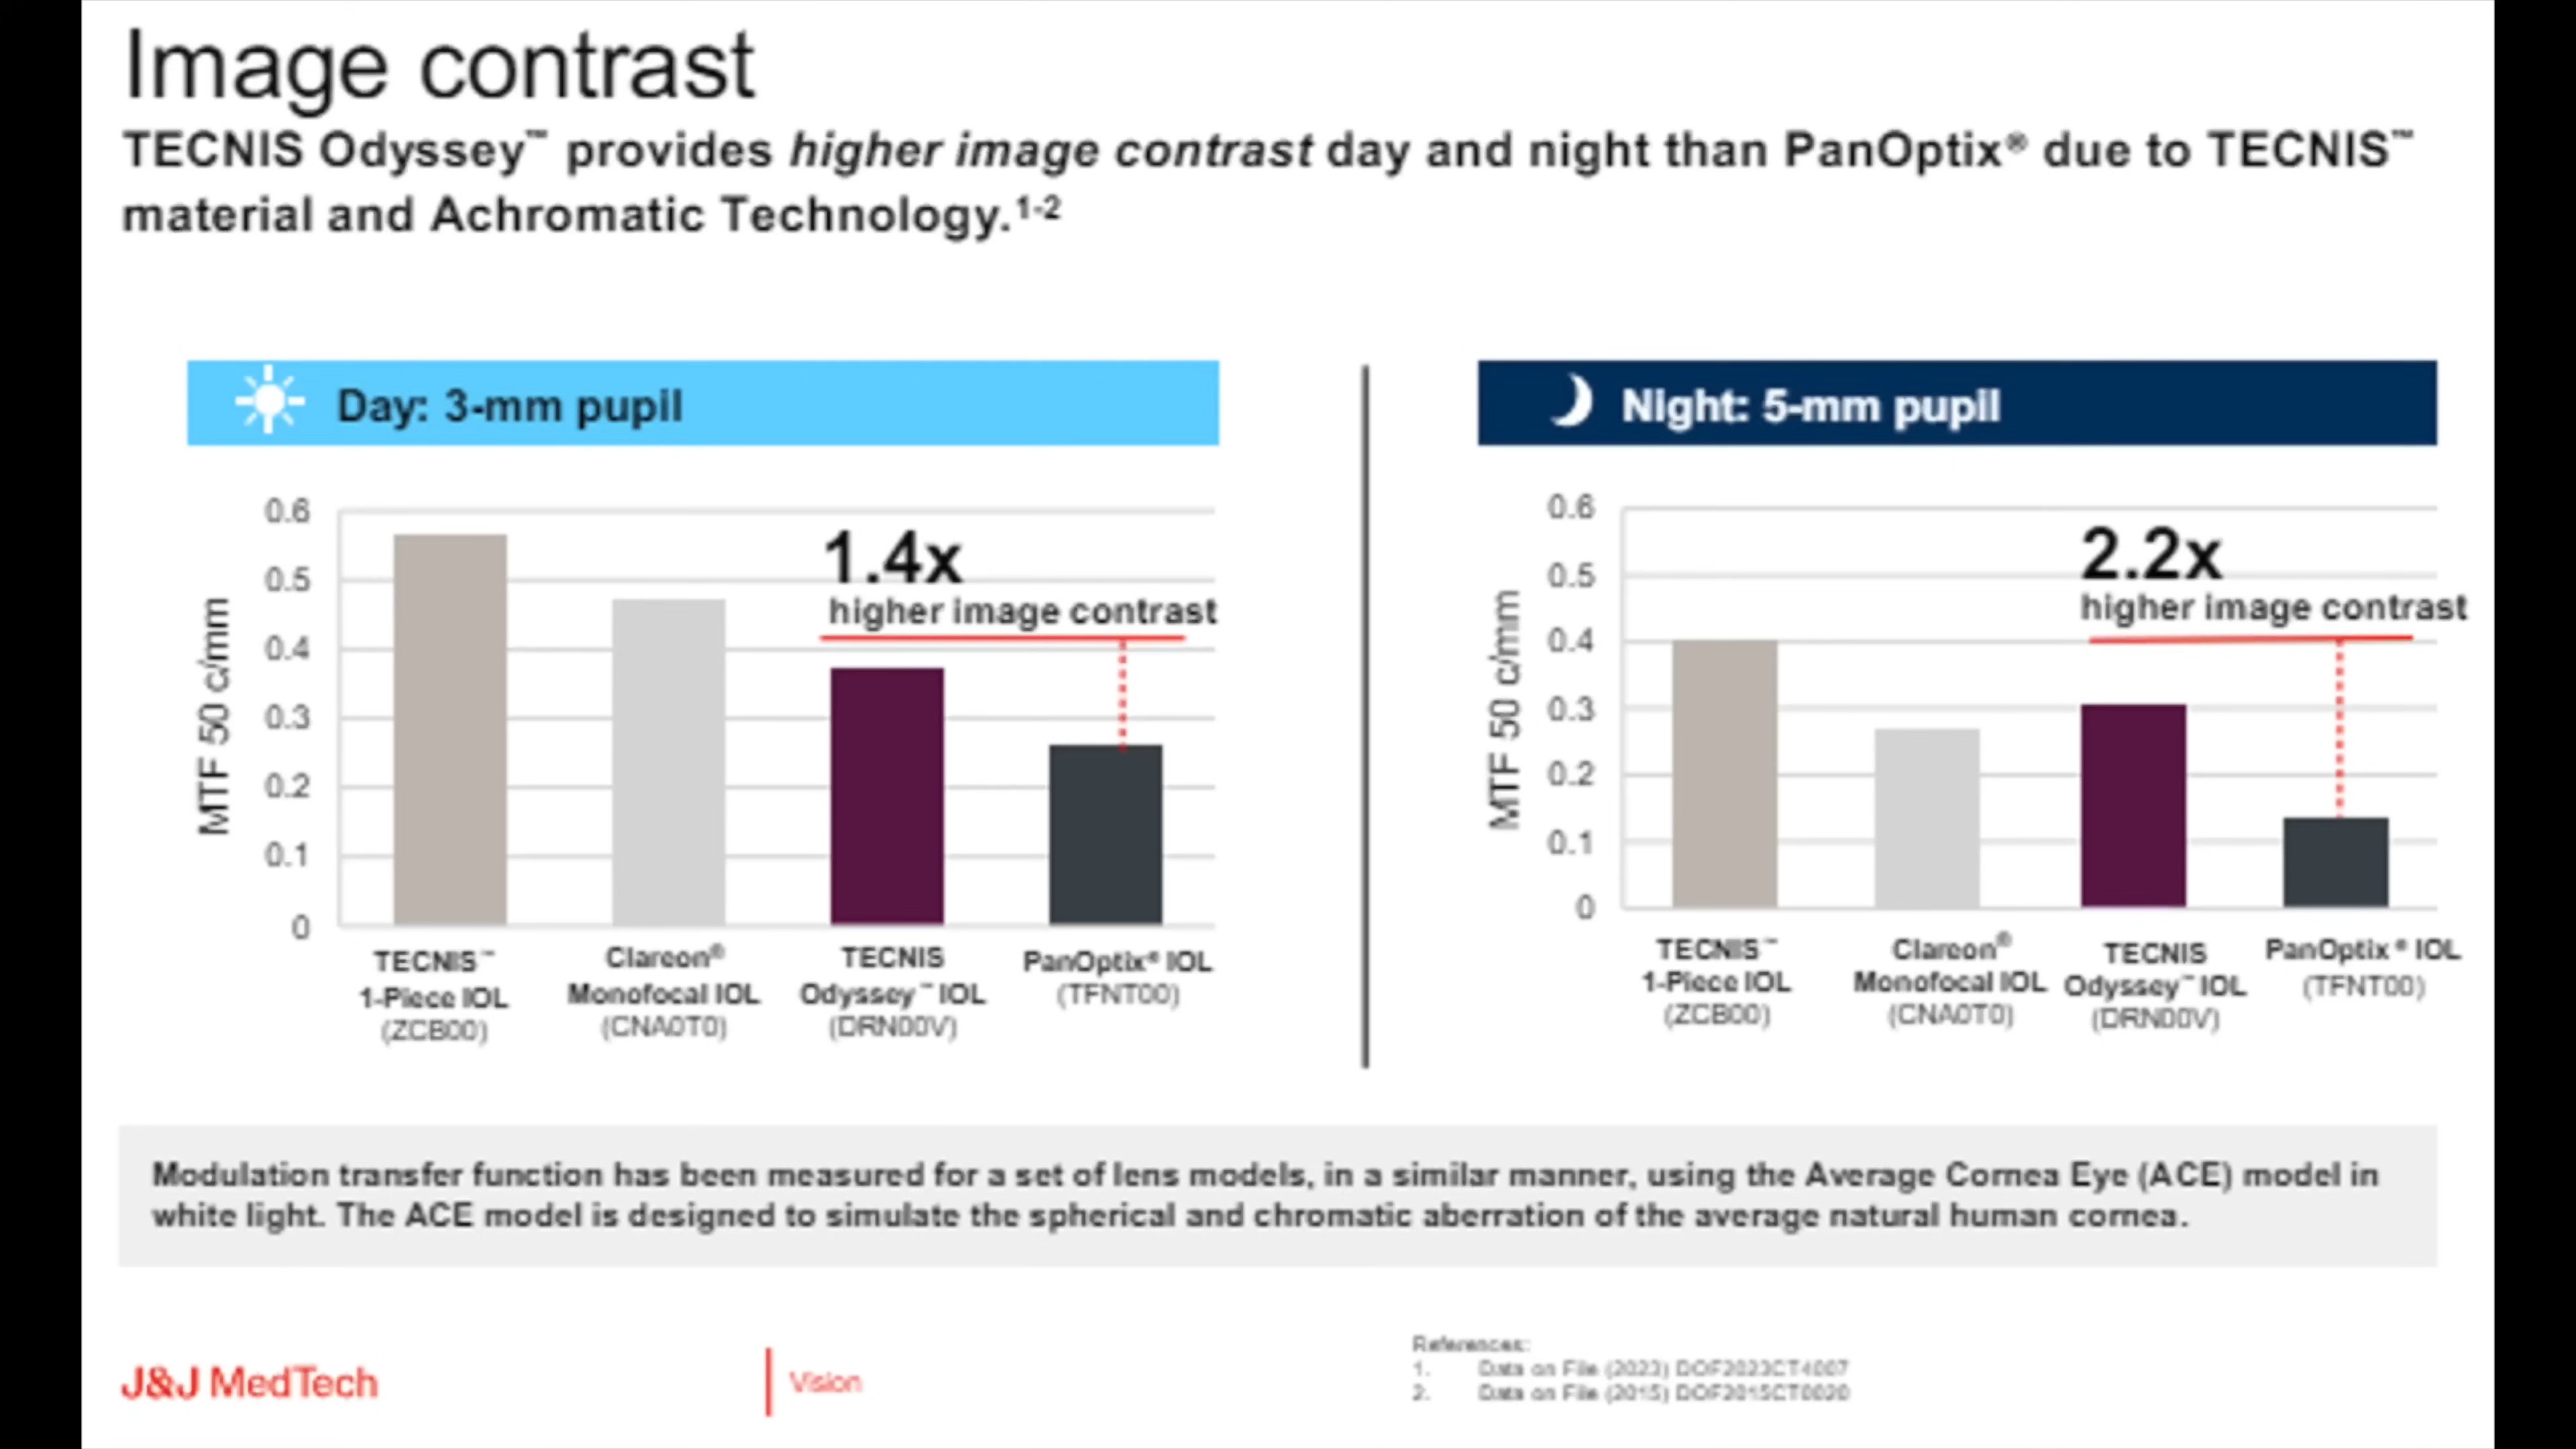 Image contrast
TECNIS Odyssey™ provides higher image contrast day and night than PanOptix® due to TECNIS™
material and Achromatic Technology.¹⁻²
Day: 3-mm pupil
0.6
0.5
0.4
0.3
0.2
0.1
0
MTF 50 c/mm
1.4x
higher image contrast
TECNIS™
1-Piece IOL
(ZCB00)
Clareon®
Monofocal IOL
(CNA0T0)
TECNIS
Odyssey™ IOL
(DRN00V)
PanOptix® IOL
(TFNT00)
Night: 5-mm pupil
0.6
0.5
0.4
0.3
0.2
0.1
0
MTF 50 c/mm
2.2x
higher image contrast
TECNIS™
1-Piece IOL
(ZCB00)
Clareon®
Monofocal IOL
(CNA0T0)
TECNIS
Odyssey™ IOL
(DRN00V)
PanOptix® IOL
(TFNT00)
Modulation transfer function has been measured for a set of lens models, in a similar manner, using the Average Cornea Eye (ACE) model in
white light. The ACE model is designed to simulate the spherical and chromatic aberration of the average natural human cornea.
J&J MedTech
Vision
References:
1. Data on File (2023) DOF2023CT4007
2. Data on File (2015) DOF2015CT0020